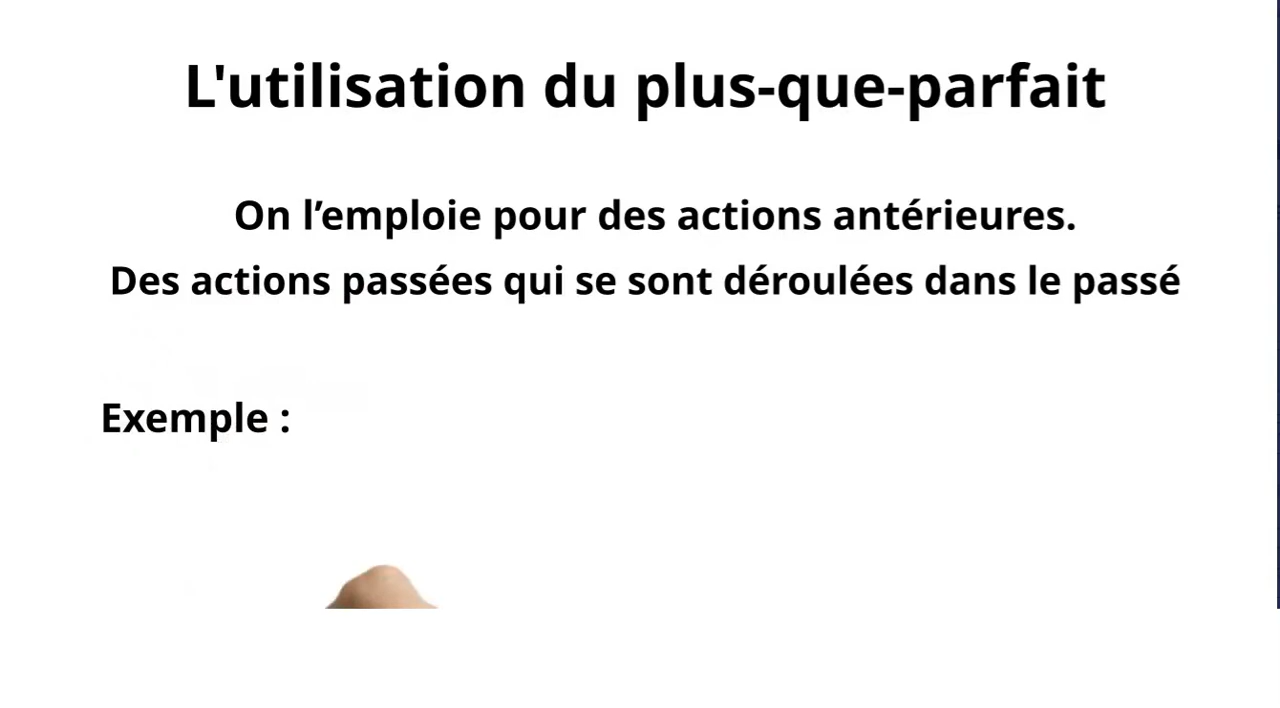 L'utilisation du plus-que-parfait
On l’emploie pour des actions antérieures.
Des actions passées qui se sont déroulées dans le passé
Exemple :